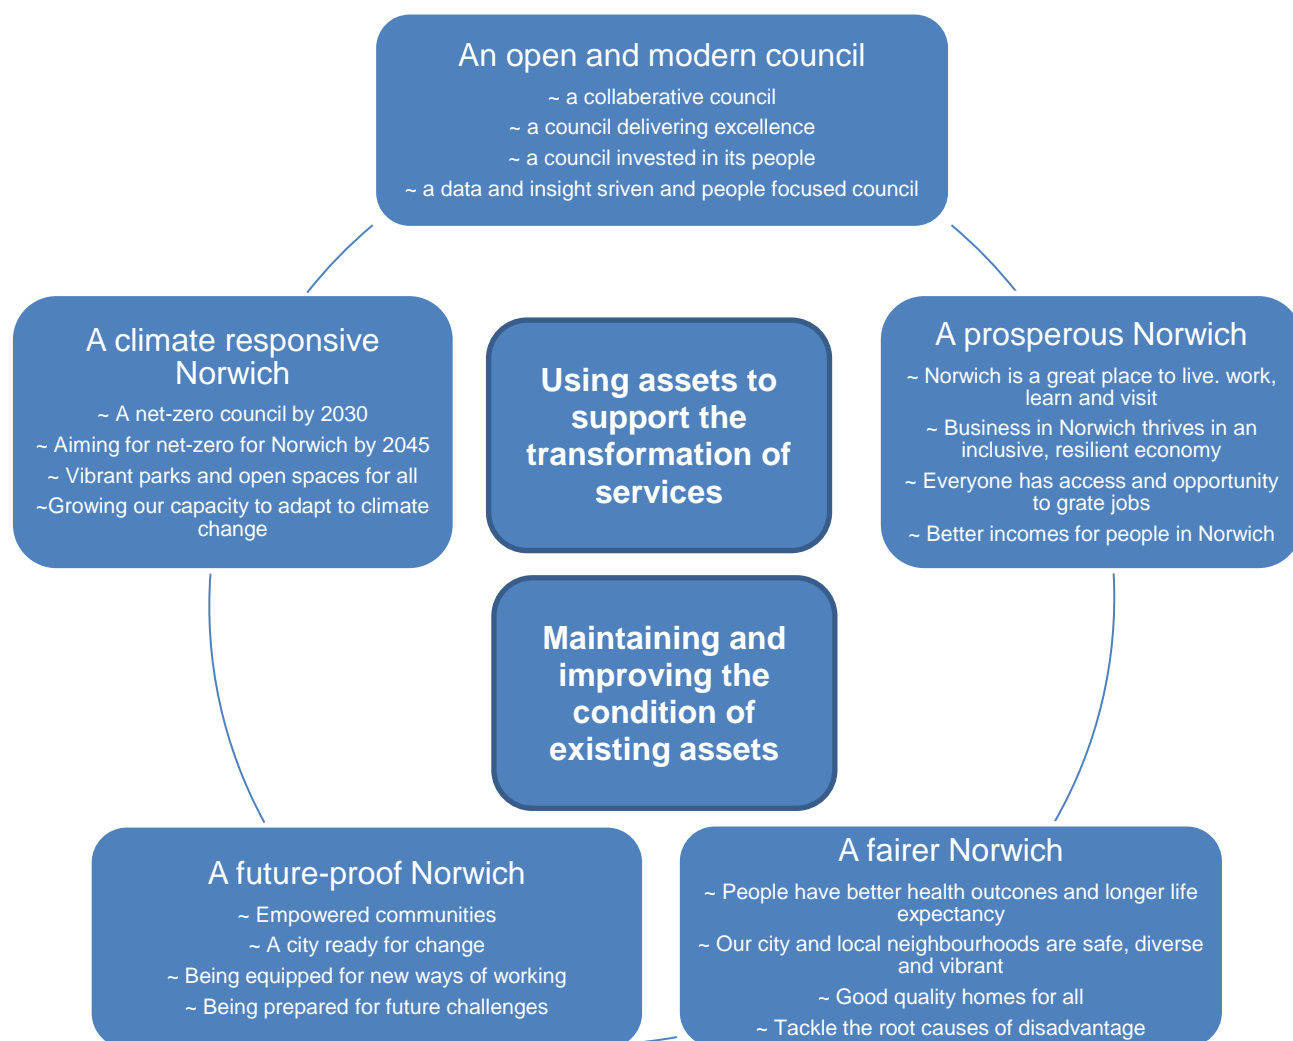 An open and modern council
~ a collaberative council
~ a council delivering excellence
~ a council invested in its people
~ a data and insight sriven and people focused council
A climate responsive
Norwich
~ A net-zero council by 2030
~ Aiming for net-zero for Norwich by 2045
~ Vibrant parks and open spaces for all
~Growing our capacity to adapt to climate
change
Using assets to
support the
transformation of
services
A prosperous Norwich
~ Norwich is a great place to live. work,
learn and visit
~ Business in Norwich thrives in an
inclusive, resilient economy
~ Everyone has access and opportunity
to grate jobs
~ Better incomes for people in Norwich
Maintaining and
improving the
condition of
existing assets
A future-proof Norwich
~ Empowered communities
~ A city ready for change
~ Being equipped for new ways of working
~ Being prepared for future challenges
A fairer Norwich
~ People have better health outcomes and longer life
expectancy
~ Our city and local neighbourhoods are safe, diverse
and vibrant
~ Good quality homes for all
~ Tackle the root causes of disadvantage